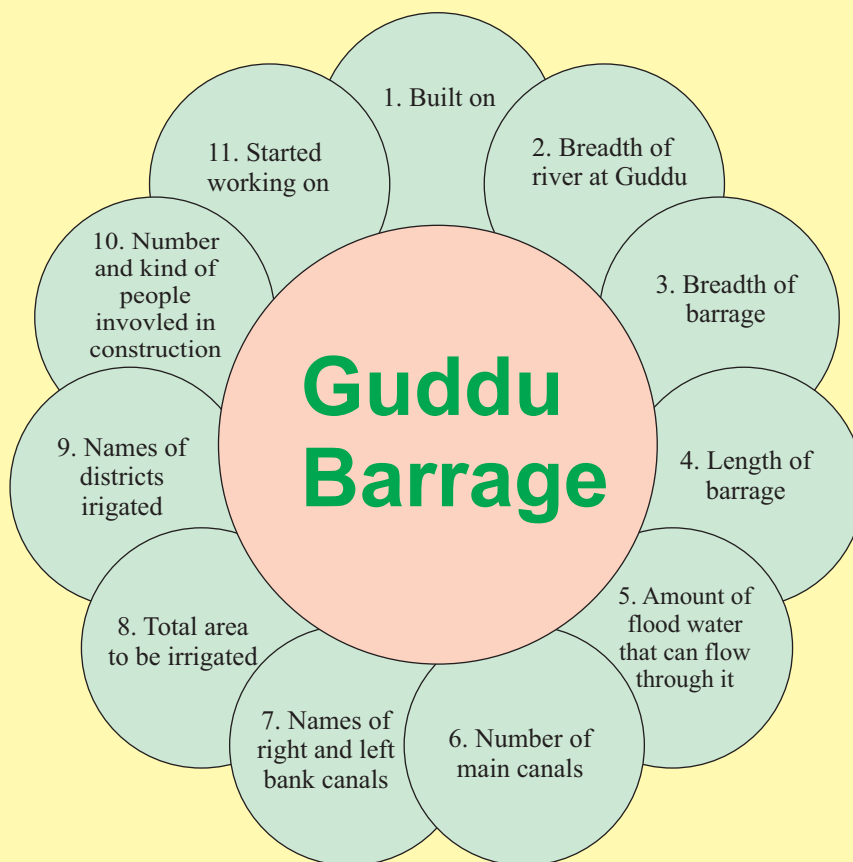 Guddu
Barrage
1. Built on
2. Breadth of
river at Guddu
3. Breadth of
barrage
4. Length of
barrage
5. Amount of
flood water
that can flow
through it
6. Number of
main canals
7. Names of
right and left
bank canals
8. Total area
to be irrigated
9. Names of
districts
irigated
10. Number
and kind of
people
invovled in
construction
11. Started
working on